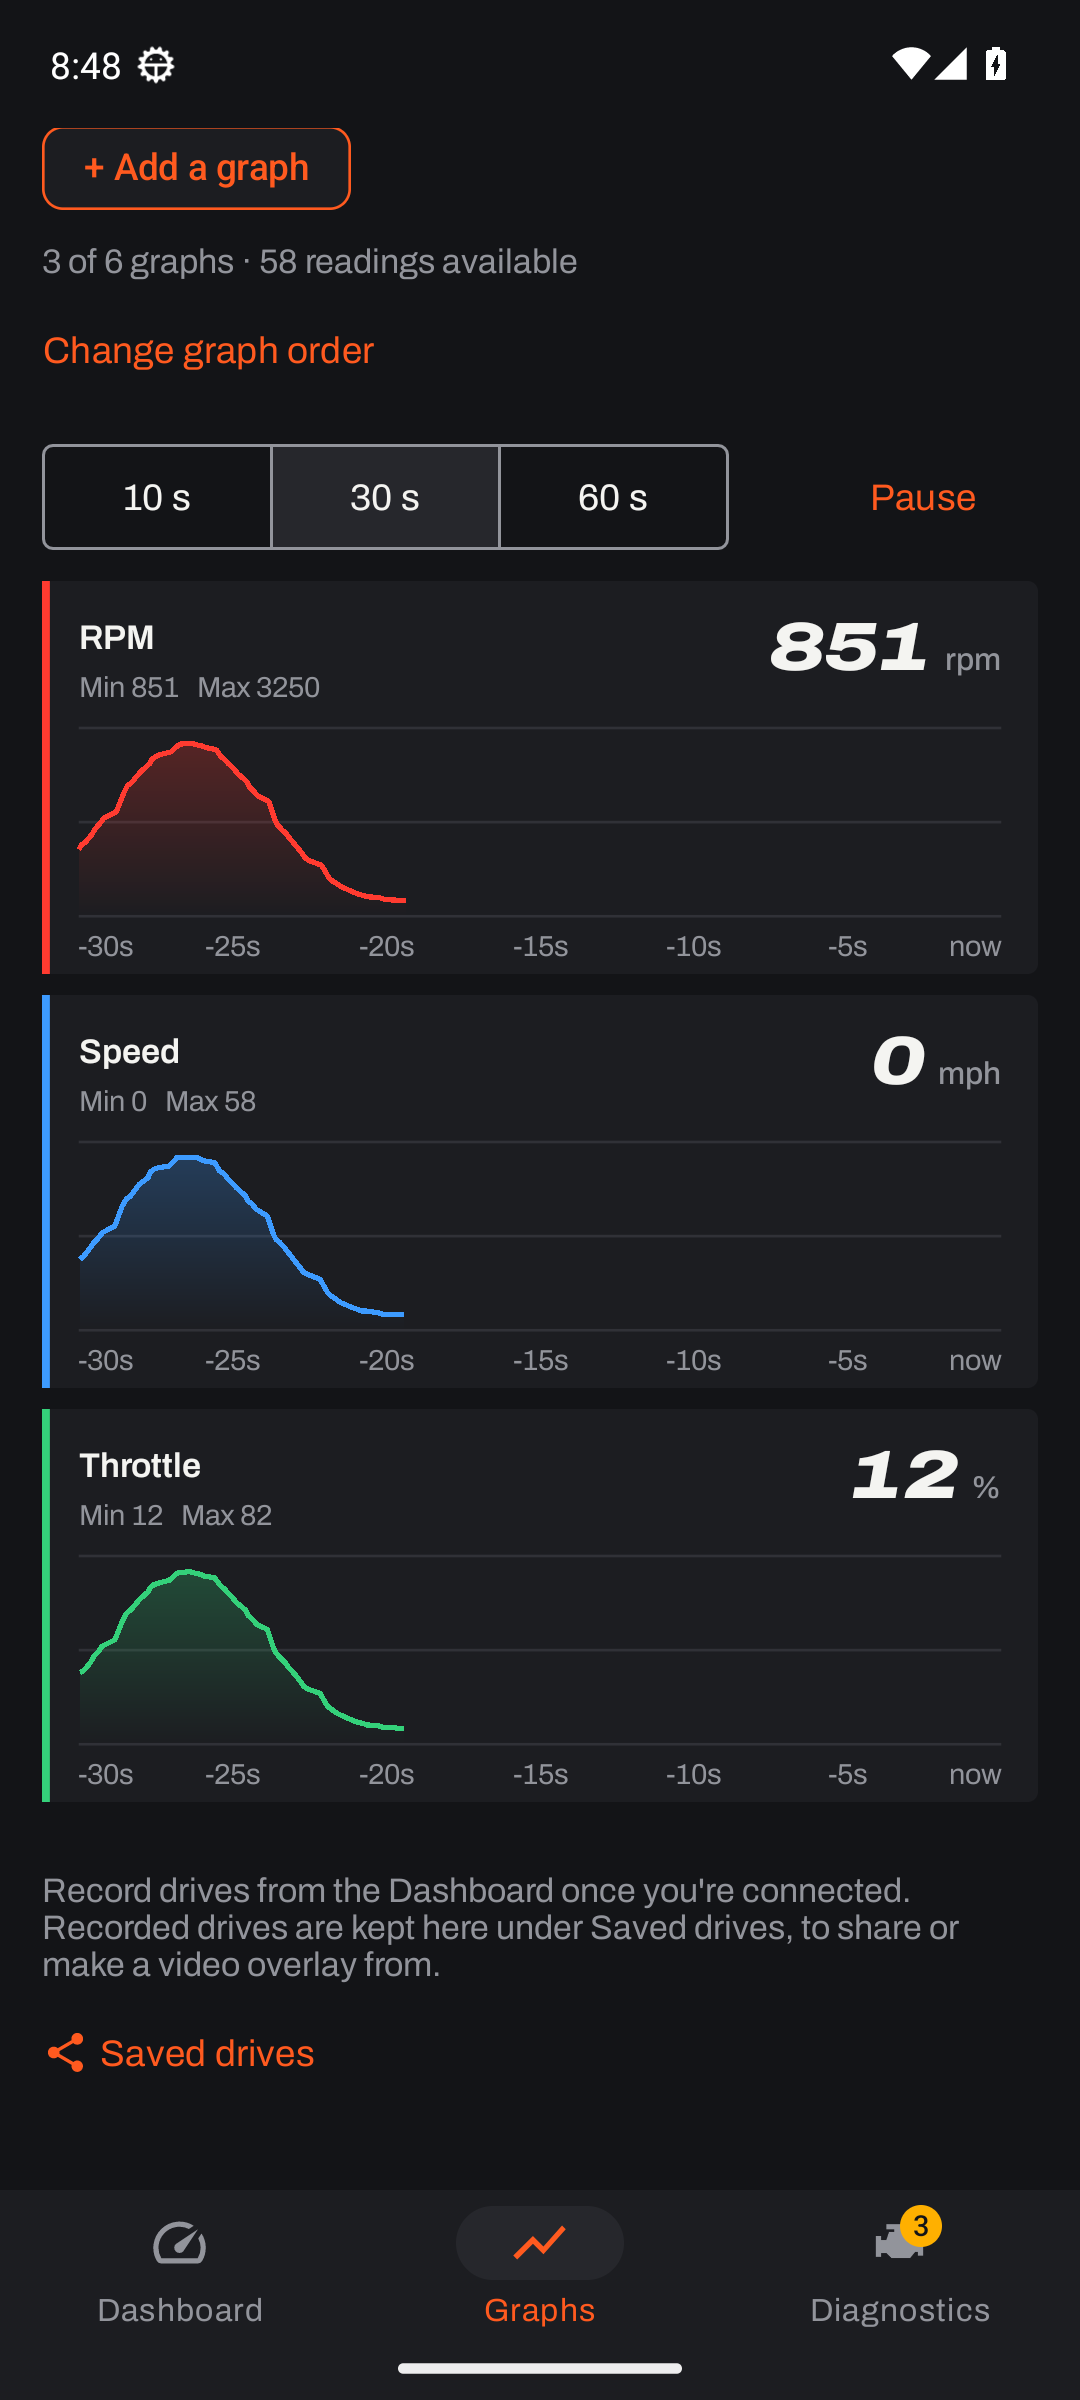 8:48
+ Add a graph
3 of 6 graphs · 58 readings available
Change graph order
10 s 30 s 60 s Pause
RPM 851 rpm
Min 851 Max 3250
-30s -25s -20s -15s -10s -5s now
Speed 0 mph
Min 0 Max 58
-30s -25s -20s -15s -10s -5s now
Throttle 12 %
Min 12 Max 82
-30s -25s -20s -15s -10s -5s now
Record drives from the Dashboard once you're connected.
Recorded drives are kept here under Saved drives, to share or
make a video overlay from.
Saved drives
3
Dashboard Graphs Diagnostics